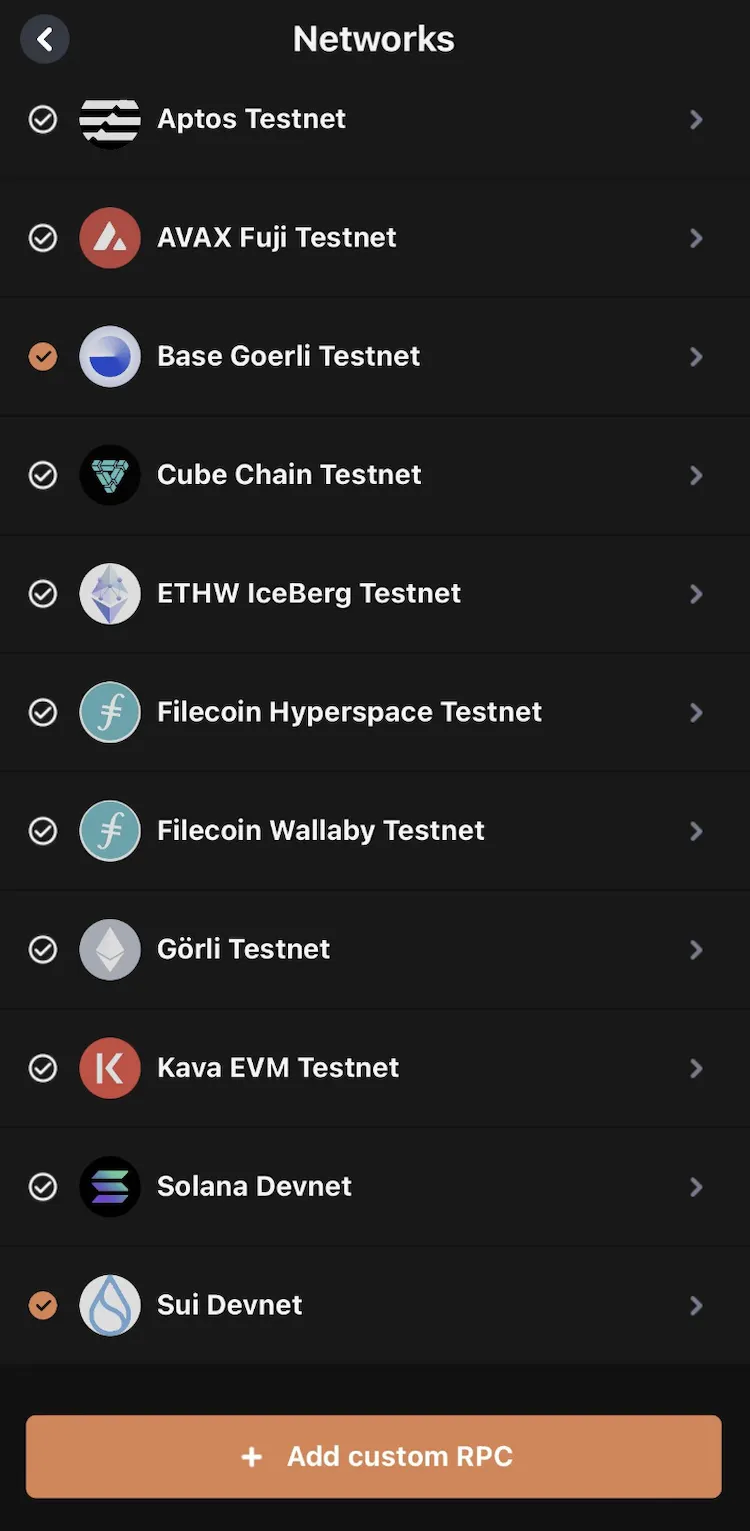 Networks
Aptos Testnet
AVAX Fuji Testnet
Base Goerli Testnet
Cube Chain Testnet
ETHW IceBerg Testnet
Filecoin Hyperspace Testnet
Filecoin Wallaby Testnet
Görli Testnet
Kava EVM Testnet
Solana Devnet
Sui Devnet
+ Add custom RPC